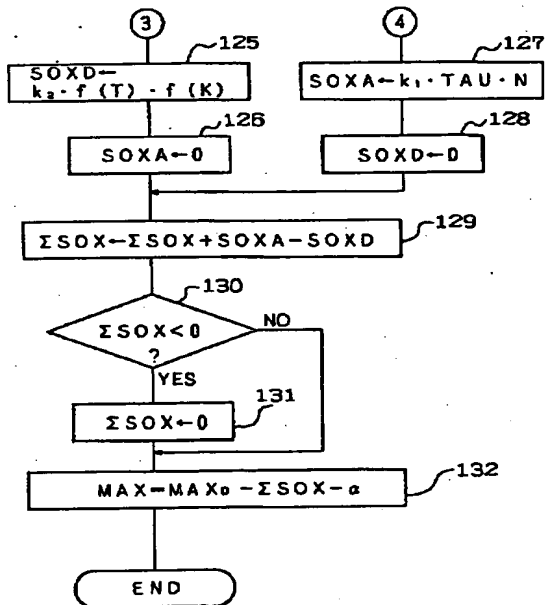 3
4
125
127
SOXD←
k₂・f (T)・f (K)
SOXA←k₁・TAU・N
126
128
SOXA←0
SOXD←0
129
ΣSOX←ΣSOX+SOXA−SOXD
130
ΣSOX<0
?
NO
YES
131
ΣSOX←0
132
MAX−MAX₀−ΣSOX−α
END